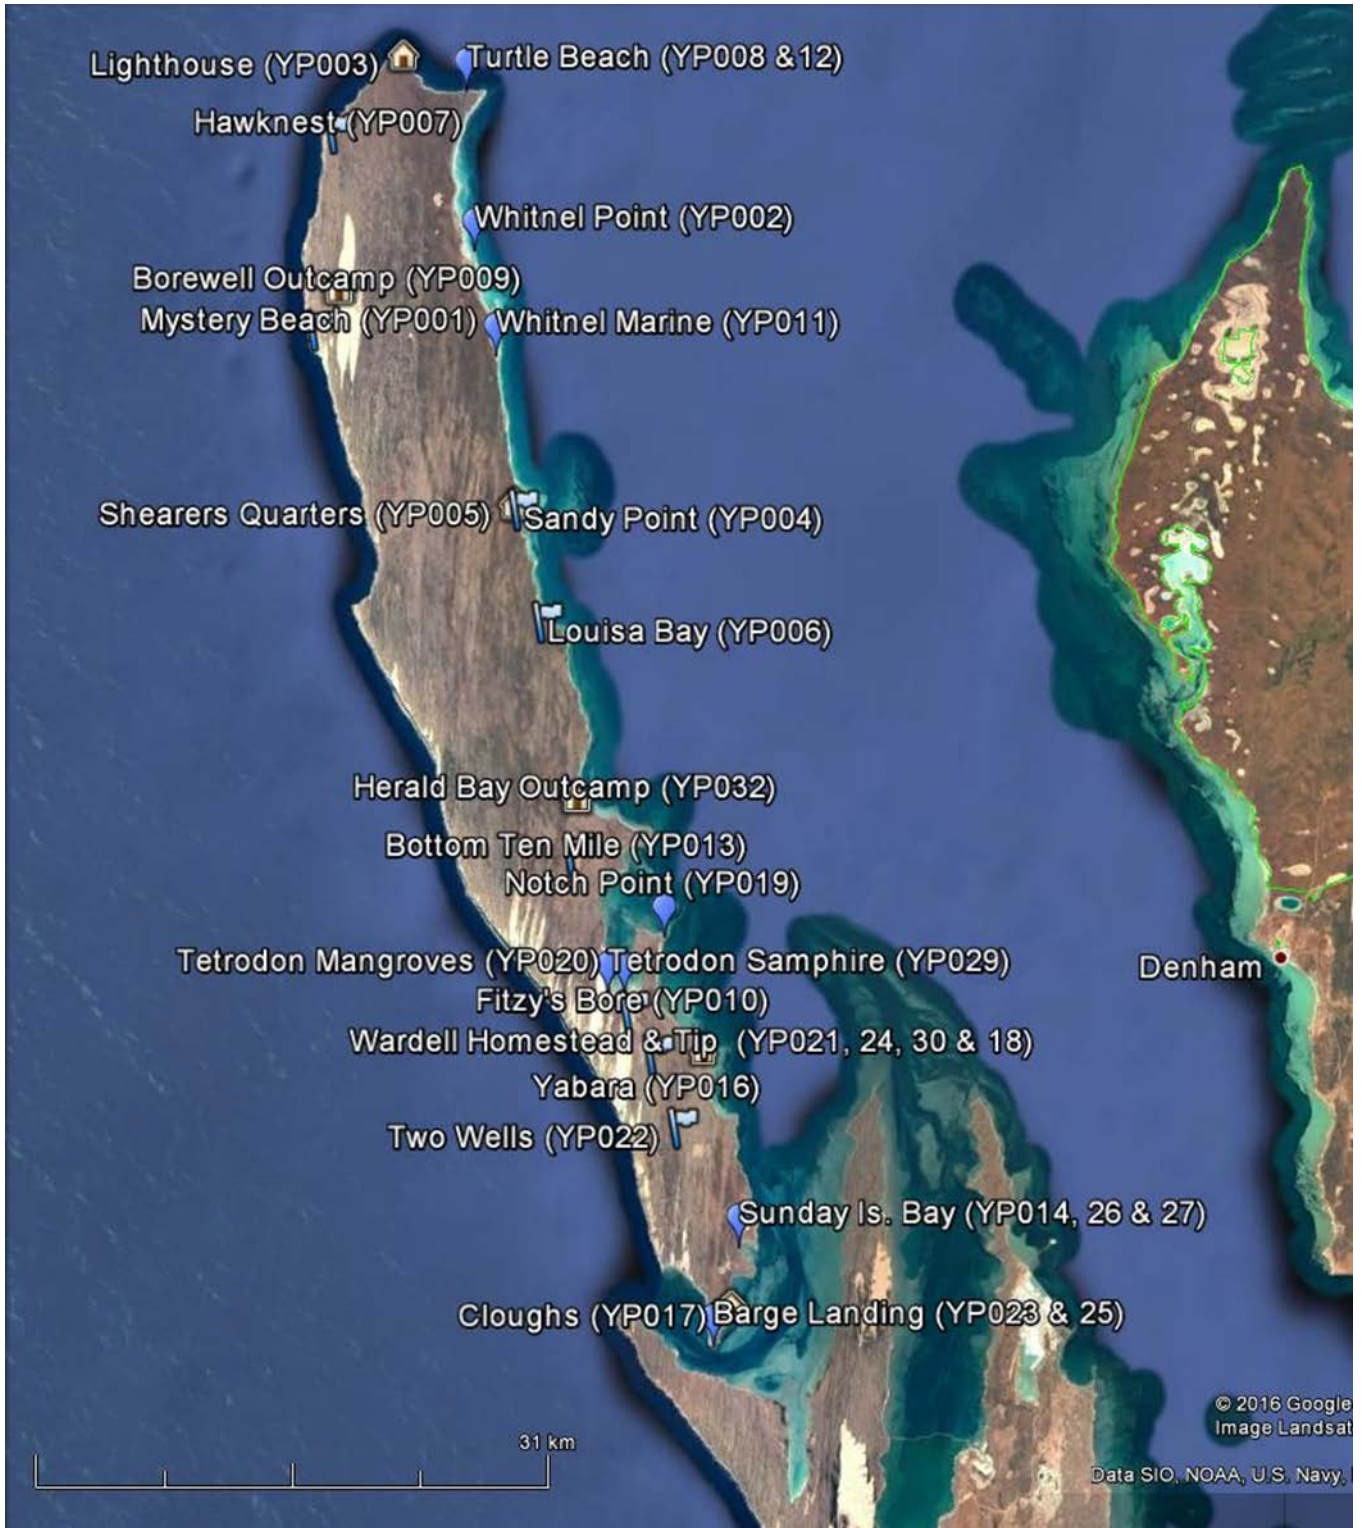 Lighthouse (YP003)
Turtle Beach (YP008 &12)
Hawknest (YP007)
Whitnel Point (YP002)
Borewell Outcamp (YP009)
Mystery Beach (YP001)
Whitnel Marine (YP011)
Shearers Quarters (YP005)
Sandy Point (YP004)
Louisa Bay (YP006)
Herald Bay Outcamp (YP032)
Bottom Ten Mile (YP013)
Notch Point (YP019)
Tetrodon Mangroves (YP020)
Tetrodon Samphire (YP029)
Denham
Fitzy's Bore (YP010)
Wardell Homestead & Tip (YP021, 24, 30 & 18)
Yabara (YP016)
Two Wells (YP022)
Sunday Is. Bay (YP014, 26 & 27)
Cloughs (YP017)
Barge Landing (YP023 & 25)
© 2016 Google
Image Landsat
31 km
Data SIO, NOAA, U.S. Navy,